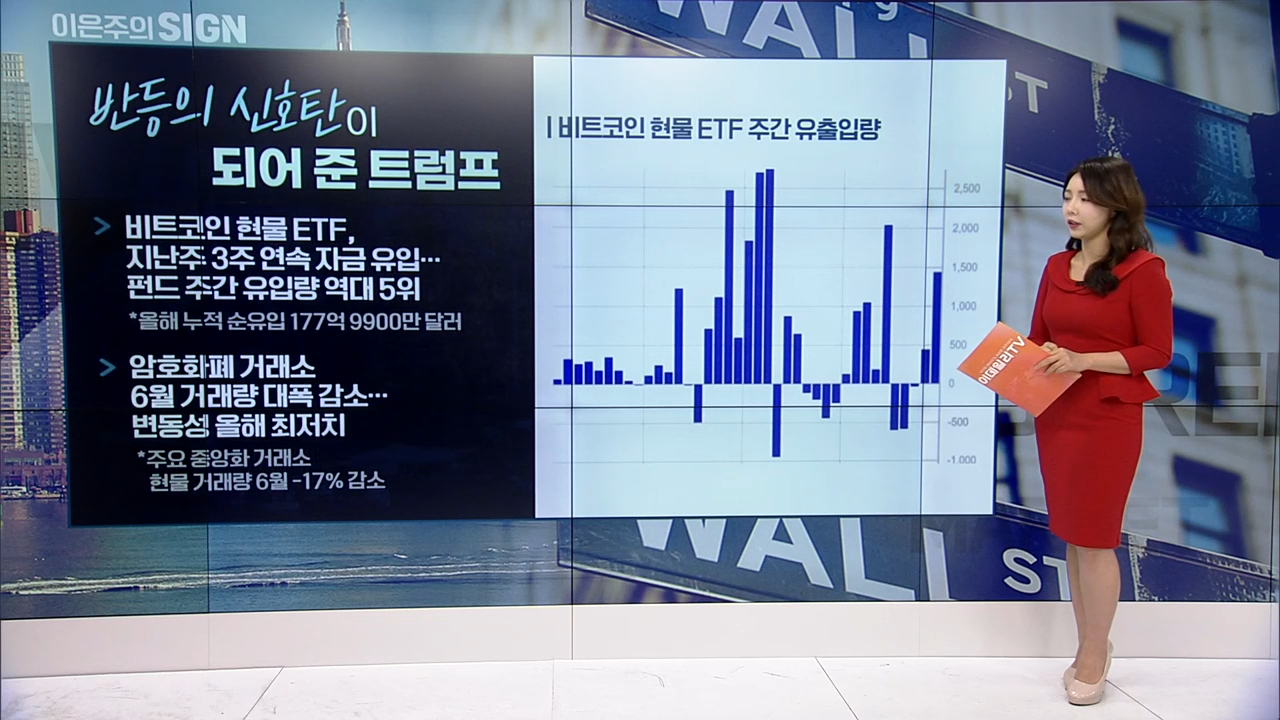 이은주의 SIGN
반등의 신호탄이
되어 준 트럼프
> 비트코인 현물 ETF,
지난주 3주 연속 자금 유입…
펀드 주간 유입량 역대 5위
*올해 누적 순유입 177억 9900만 달러
> 암호화폐 거래소
6월 거래량 대폭 감소…
변동성 올해 최저치
*주요 중앙화 거래소
현물 거래량 6월 -17% 감소
| 비트코인 현물 ETF 주간 유출입량
2,500
2,000
1,500
1,000
500
0
-500
-1,000
WALL
ST
이데일리TV
WALL ST